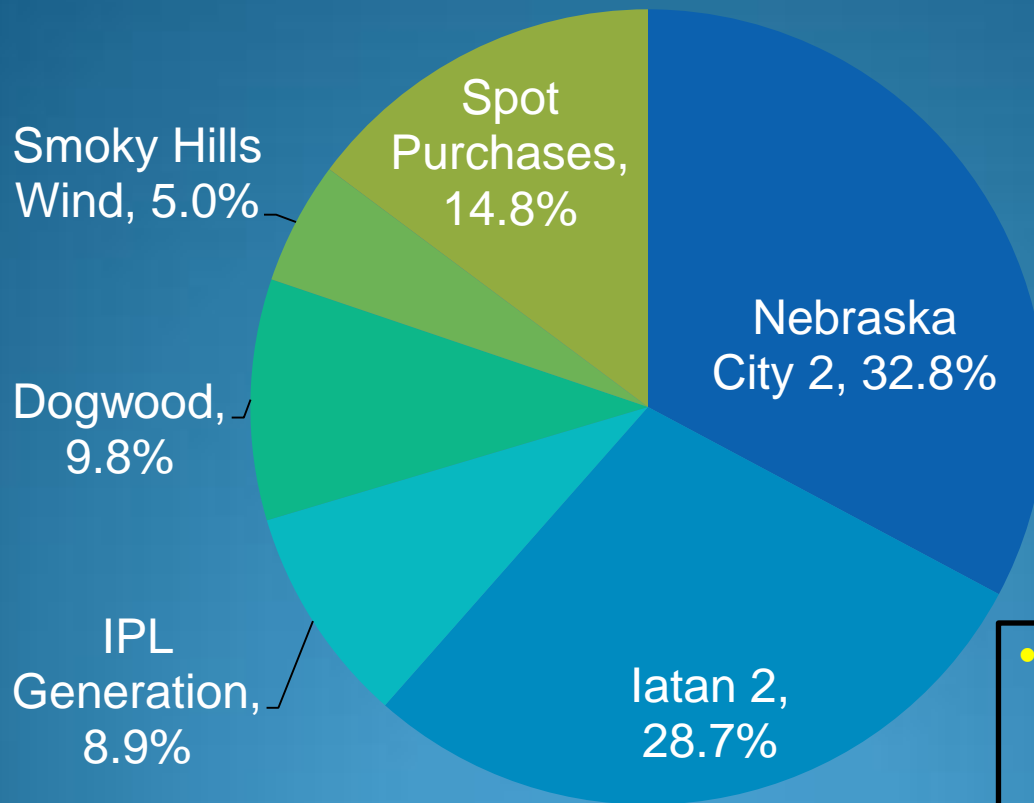 Spot
Purchases,
14.8%
Smoky Hills
Wind, 5.0%
Nebraska
City 2, 32.8%
Dogwood,
9.8%
IPL
Generation,
8.9%
Iatan 2,
28.7%
•